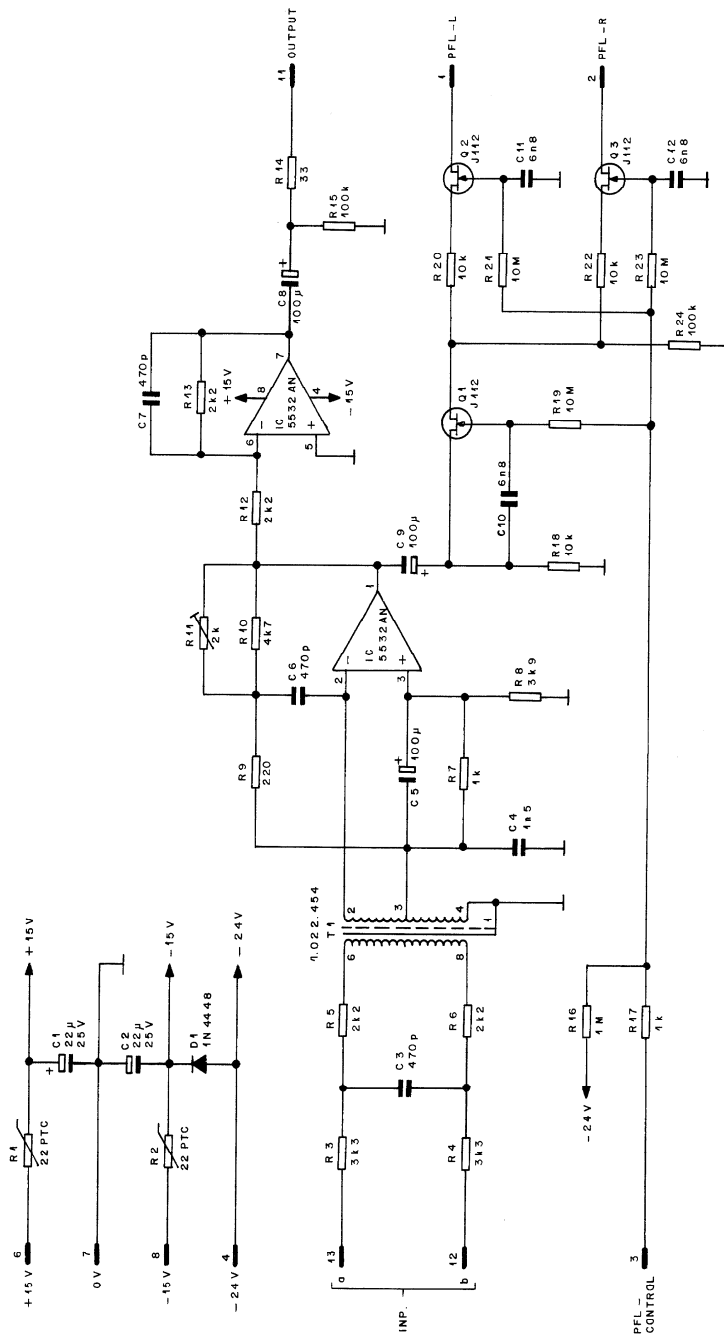 +15V
6
R1
22 PTC
+15V
C1
22µ
25V
+
0V
7
C2
22µ
25V
-15V
8
R2
22 PTC
-15V
D1
1N4448
-24V
4
-24V
INP.
a
13
R3
3k3
R5
2k2
C3
470p
b
12
R4
3k3
R6
2k2
1.022.454
T1
6
8
2
3
4
1
R9
220
R11
2k
R10
4k7
C6
470p
C5
100µ
+
R7
1k
C4
1n5
R8
3k9
2
-
3
+
IC
5532AN
1
R12
2k2
C7
470p
R13
2k2
+15V
8
6
-
5
+
IC
5532AN
7
4
-15V
C8
100µ
+
R14
33
R15
100k
11
OUTPUT
C9
100µ
+
R18
10k
C10
6n8
Q1
J112
R19
10M
R20
10k
R21
10M
Q2
J112
C11
6n8
1
PFL-L
R22
10k
R23
10M
Q3
J112
C12
6n8
2
PFL-R
R24
100k
-24V
R16
1M
R17
1k
3
PFL-
CONTROL